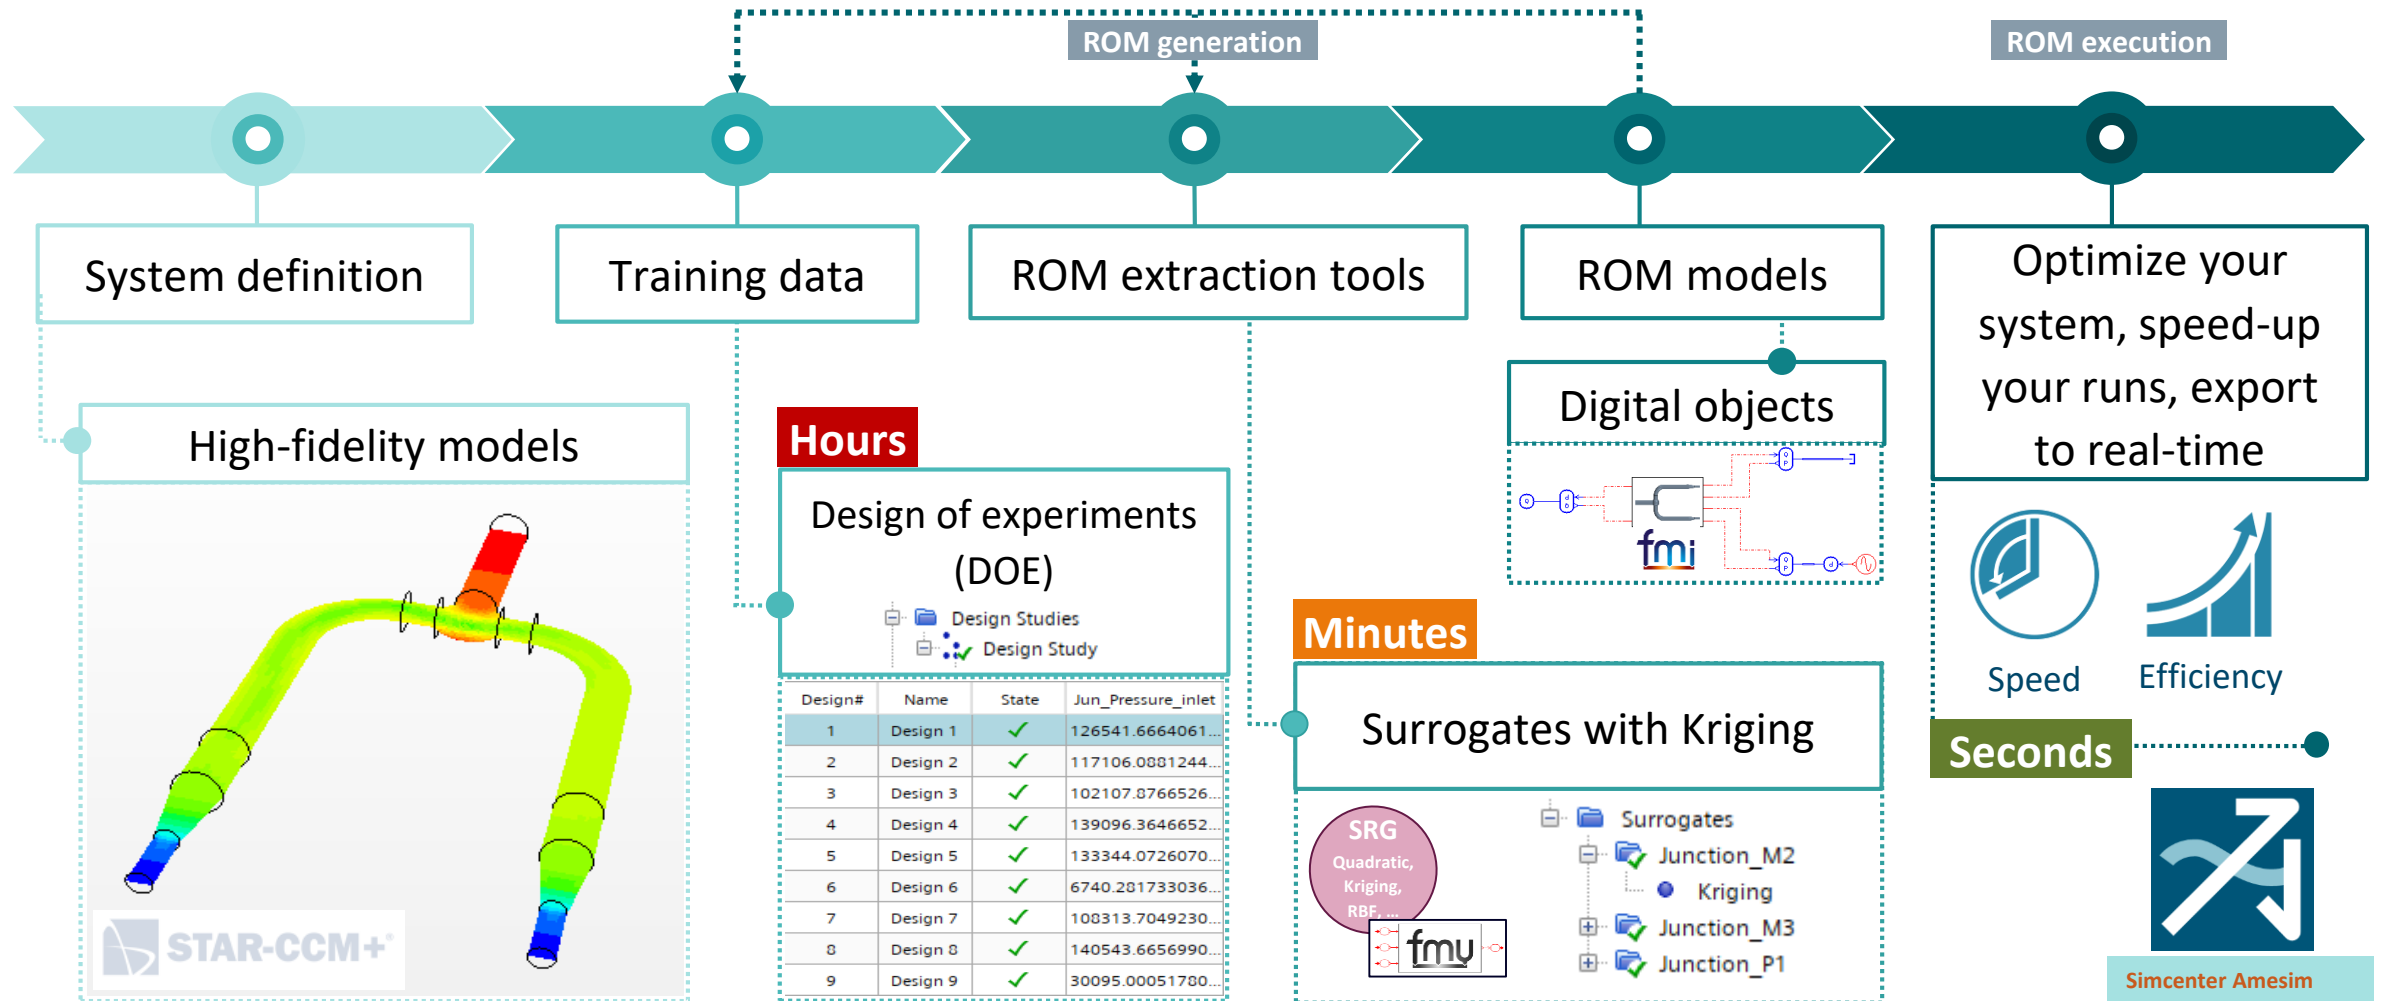 ROM generation
ROM execution
System definition
Training data
ROM extraction tools
ROM models
Optimize your
system, speed-up
your runs, export
to real-time
High-fidelity models
STAR-CCM+
Hours
Design of experiments
(DOE)
Design Studies
Design Study
Design# Name State Jun_Pressure_inlet
1 Design 1 126541.6664061...
2 Design 2 117106.0881244...
3 Design 3 102107.8766526...
4 Design 4 139096.3646652...
5 Design 5 133344.0726070...
6 Design 6 6740.281733036...
7 Design 7 108313.7049230...
8 Design 8 140543.6656990...
9 Design 9 30095.00051780...
Digital objects
fmi
Minutes
Surrogates with Kriging
SRG
Quadratic,
Kriging,
RBF, ...
fmu
Surrogates
Junction_M2
Kriging
Junction_M3
Junction_P1
Speed
Efficiency
Seconds
Simcenter Amesim